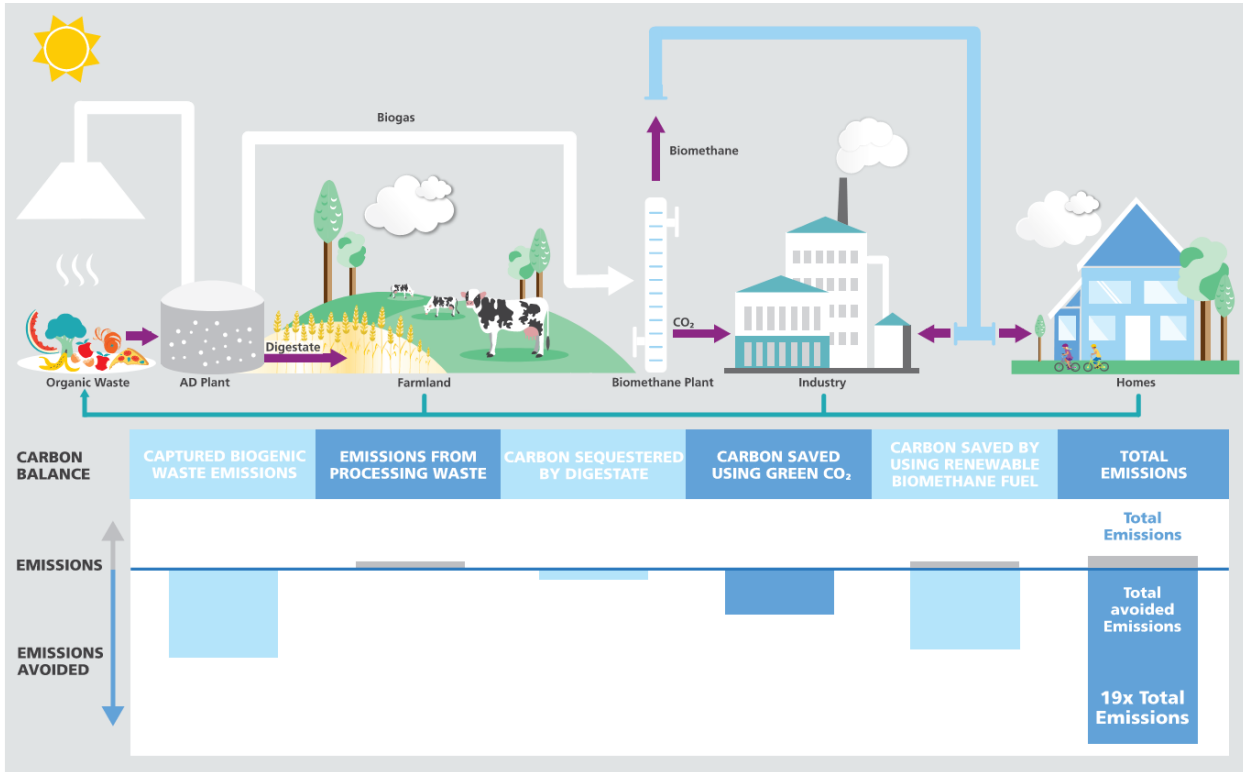 Biogas
Biomethane
CO₂
Digestate
Organic Waste
AD Plant
Farmland
Biomethane Plant
Industry
Homes
CARBON
BALANCE
CAPTURED BIOGENIC
WASTE EMISSIONS
EMISSIONS FROM
PROCESSING WASTE
CARBON SEQUESTERED
BY DIGESTATE
CARBON SAVED
USING GREEN CO₂
CARBON SAVED BY
USING RENEWABLE
BIOMETHANE FUEL
TOTAL
EMISSIONS
EMISSIONS
EMISSIONS
AVOIDED
Total
Emissions
Total
avoided
Emissions
19x Total
Emissions